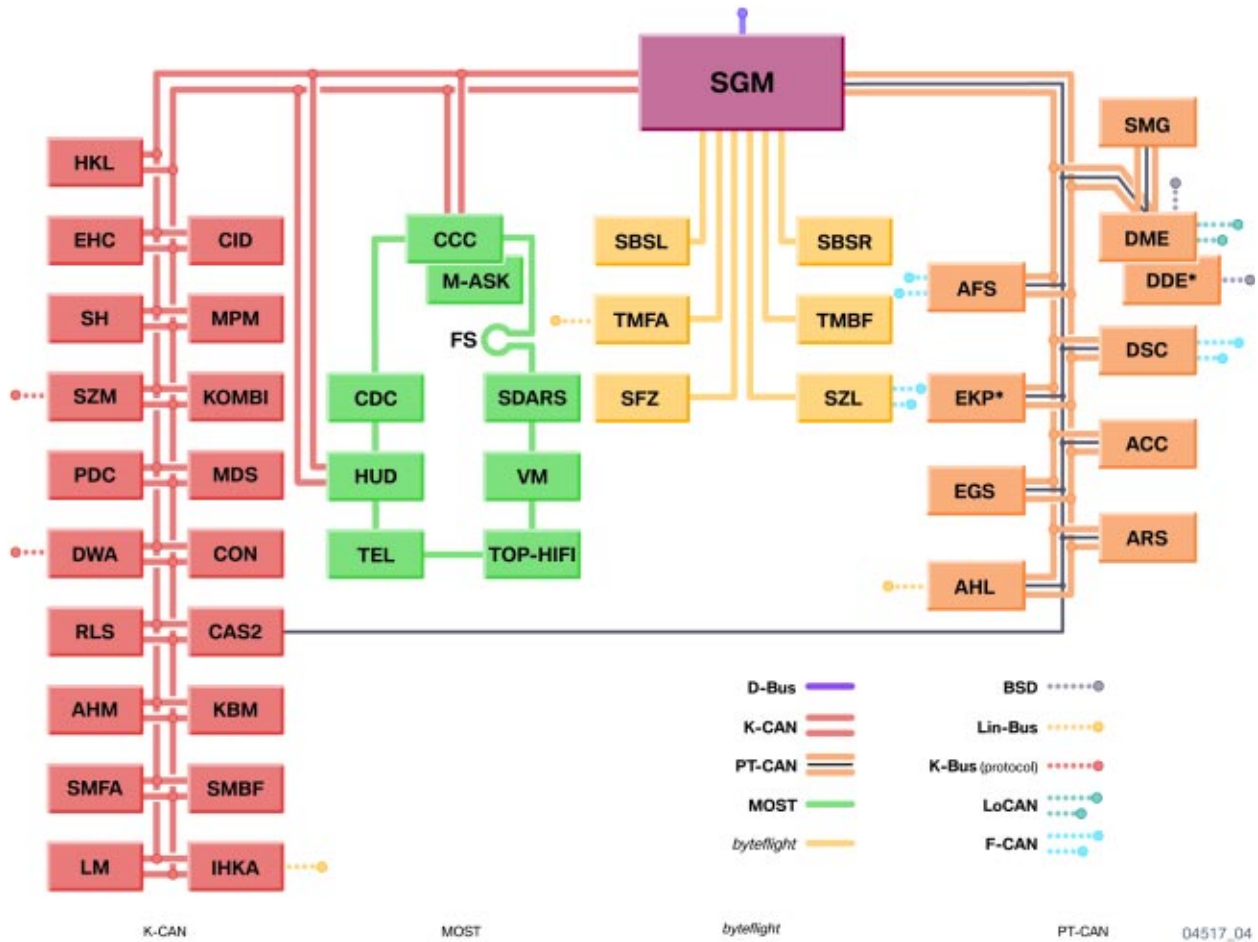 SGM
SMG
HKL
EHC
CID
CCC
M-ASK
SBSL
SBSR
DME
DDE*
AFS
SH
MPM
FS
TMFA
TMBF
DSC
SZM
KOMBI
CDC
SDARS
SFZ
SZL
EKP*
ACC
PDC
MDS
HUD
VM
EGS
ARS
DWA
CON
TEL
TOP-HIFI
AHL
RLS
CAS2
AHM
KBM
SMFA
SMBF
LM
IHKA
D-Bus
K-CAN
PT-CAN
MOST
byteflight
BSD
Lin-Bus
K-Bus (protocol)
LoCAN
F-CAN
K-CAN
MOST
byteflight
PT-CAN
04517_04